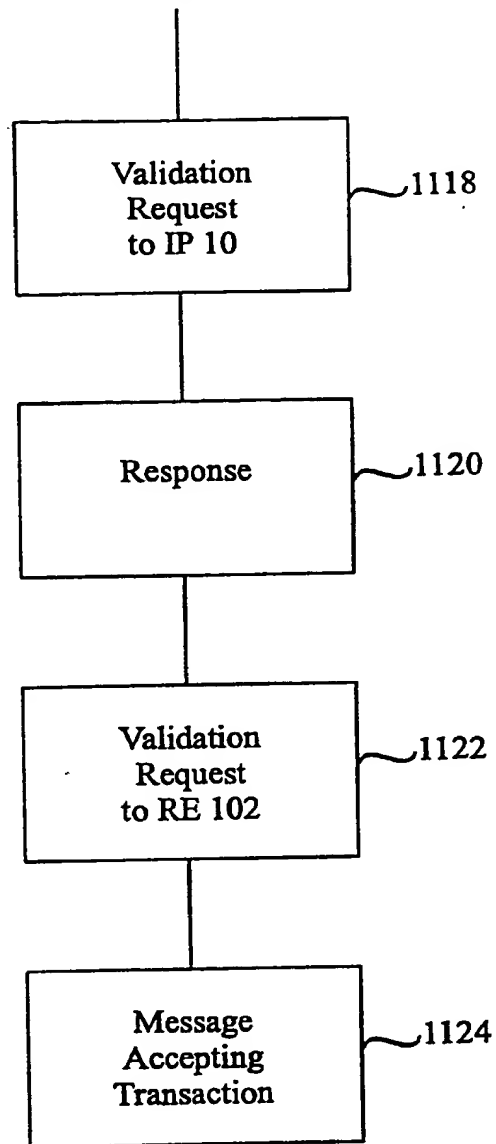 Validation
Request
to IP 10
1118
Response
1120
Validation
Request
to RE 102
1122
Message
Accepting
Transaction
1124